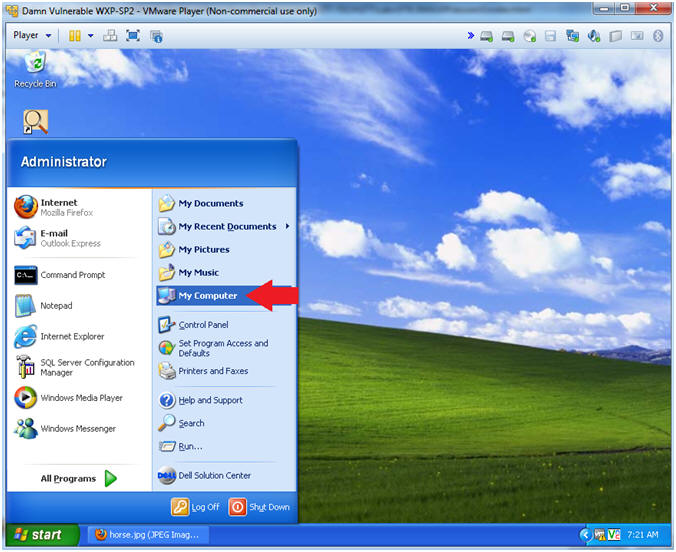 Damn Vulnerable WXP-SP2 - VMware Player (Non-commercial use only)
Player
Recycle Bin
Administrator
Internet
Mozilla Firefox
E-mail
Outlook Express
Command Prompt
Notepad
Internet Explorer
SQL Server Configuration
Manager
Windows Media Player
Windows Messenger
All Programs
My Documents
My Recent Documents
My Pictures
My Music
My Computer
Control Panel
Set Program Access and
Defaults
Printers and Faxes
Help and Support
Search
Run...
Dell Solution Center
Log Off
Shut Down
start
horse.jpg (JPEG Imag...
7:21 AM